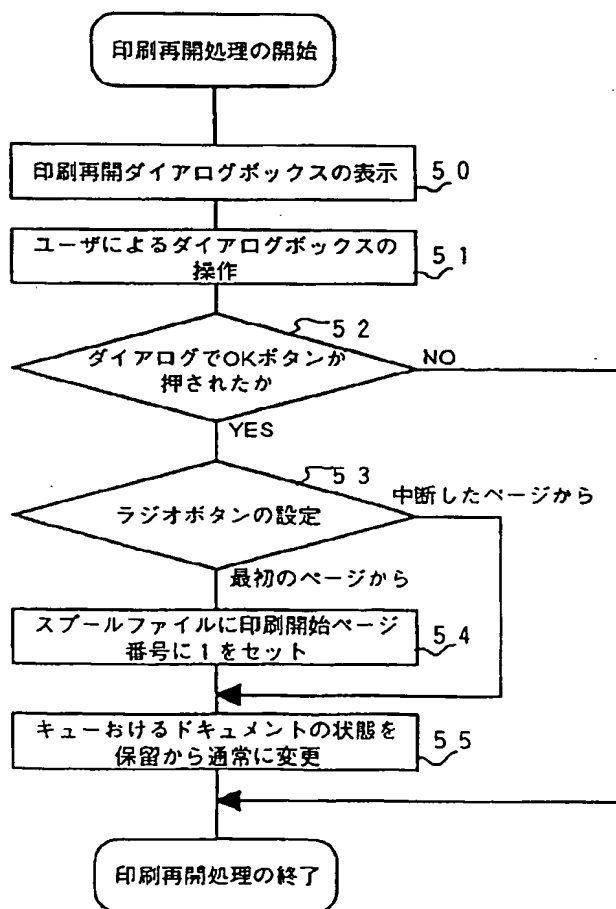 印刷再開処理の開始
印刷再開ダイアログボックスの表示
50
ユーザによるダイアログボックスの
操作
51
52
ダイアログでOKボタンが
押されたか
NO
YES
53
ラジオボタンの設定
中断したページから
最初のページから
スプールファイルに印刷開始ページ
番号に1をセット
54
キューおけるドキュメントの状態を
保留から通常に変更
55
印刷再開処理の終了